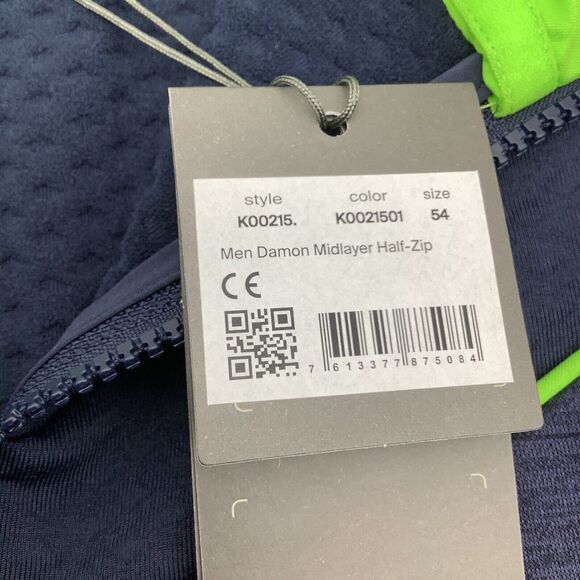 style color size
K00215. K0021501 54
Men Damon Midlayer Half-Zip
CE
7 613377 875084